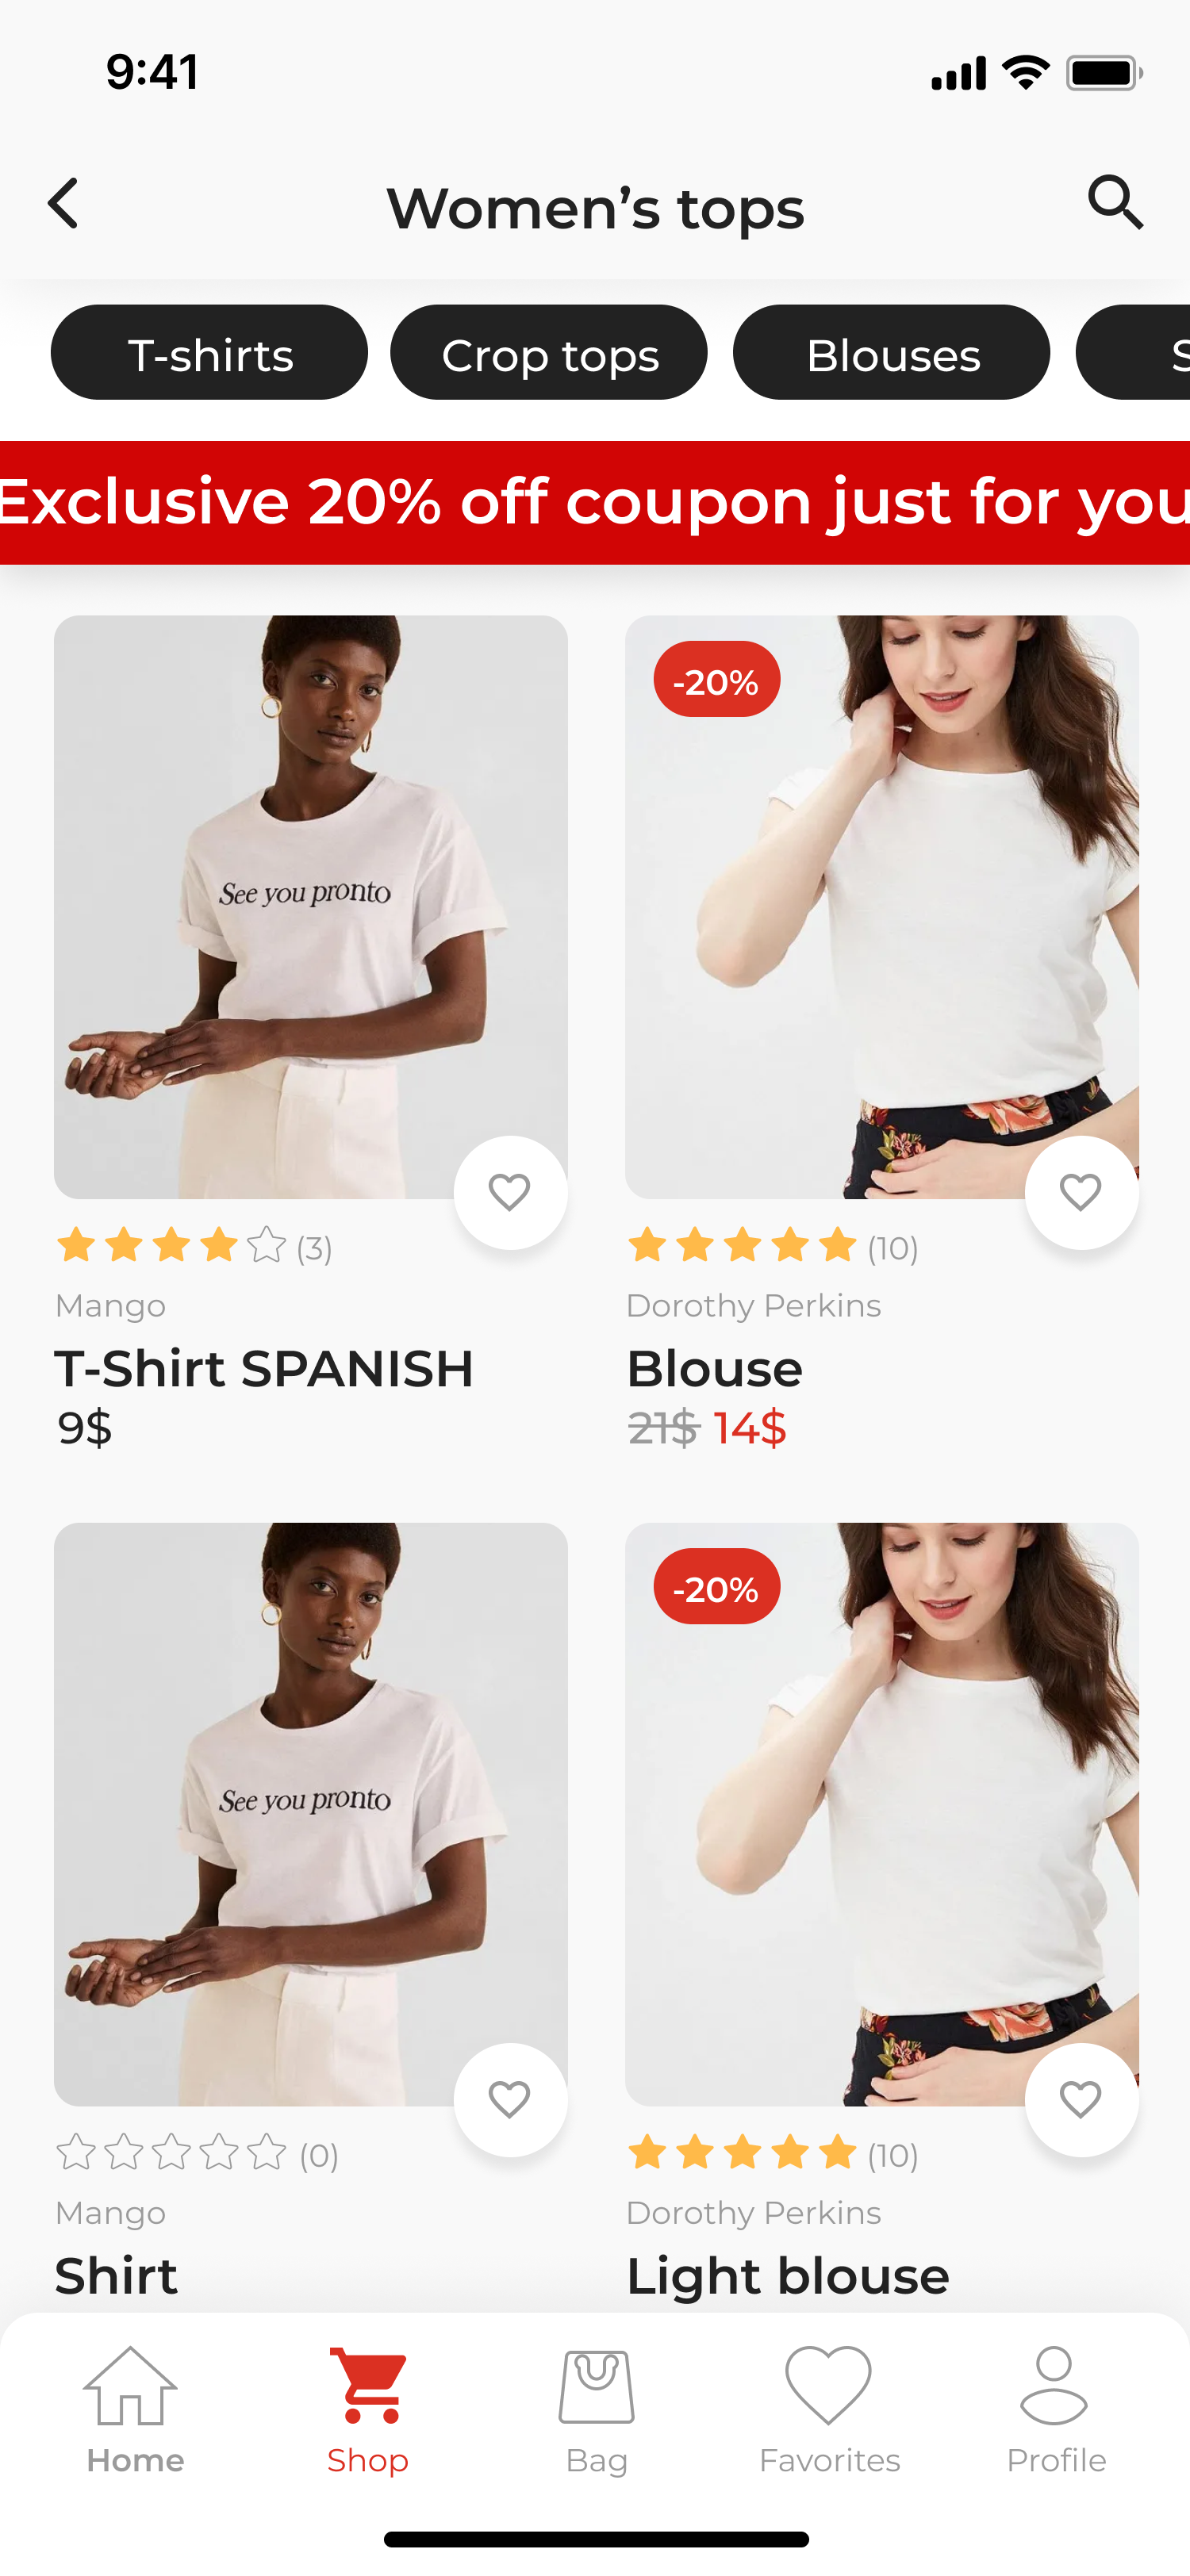 9:41
Women’s tops
T-shirts Crop tops Blouses S
Exclusive 20% off coupon just for you
-20%
See you pronto
(3) (10)
Mango Dorothy Perkins
T-Shirt SPANISH Blouse
9$ 21$ 14$
-20%
See you pronto
(0) (10)
Mango Dorothy Perkins
Shirt Light blouse
Home Shop Bag Favorites Profile